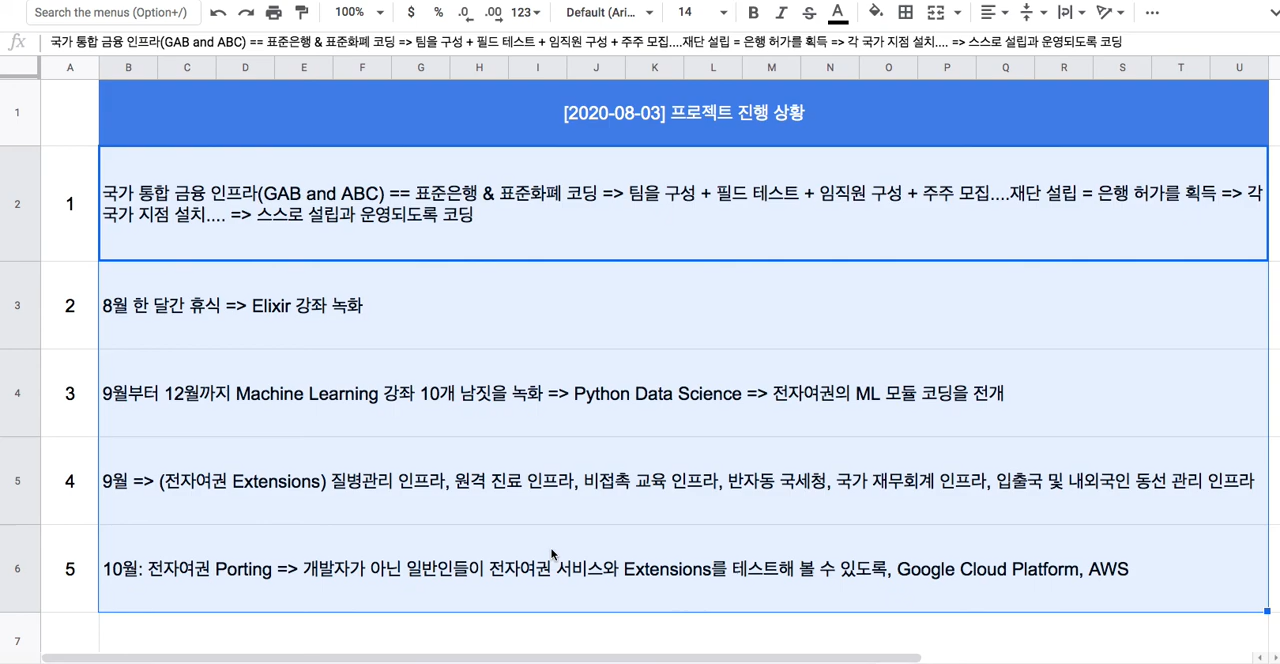 Search the menus (Option+/) 100% $ % .0 .00 123 Default (Ari... 14 B I S A
fx 국가 통합 금융 인프라(GAB and ABC) == 표준은행 & 표준화폐 코딩 => 팀을 구성 + 필드 테스트 + 임직원 구성 + 주주 모집....재단 설립 = 은행 허가를 획득 => 각 국가 지점 설치.... => 스스로 설립과 운영되도록 코딩
A B C D E F G H I J K L M N O P Q R S T U
1 [2020-08-03] 프로젝트 진행 상황
2 1 국가 통합 금융 인프라(GAB and ABC) == 표준은행 & 표준화폐 코딩 => 팀을 구성 + 필드 테스트 + 임직원 구성 + 주주 모집....재단 설립 = 은행 허가를 획득 => 각
국가 지점 설치.... => 스스로 설립과 운영되도록 코딩
3 2 8월 한 달간 휴식 => Elixir 강좌 녹화
4 3 9월부터 12월까지 Machine Learning 강좌 10개 남짓을 녹화 => Python Data Science => 전자여권의 ML 모듈 코딩을 전개
5 4 9월 => (전자여권 Extensions) 질병관리 인프라, 원격 진료 인프라, 비접촉 교육 인프라, 반자동 국세청, 국가 재무회계 인프라, 입출국 및 내외국인 동선 관리 인프라
6 5 10월: 전자여권 Porting => 개발자가 아닌 일반인들이 전자여권 서비스와 Extensions를 테스트해 볼 수 있도록, Google Cloud Platform, AWS
7